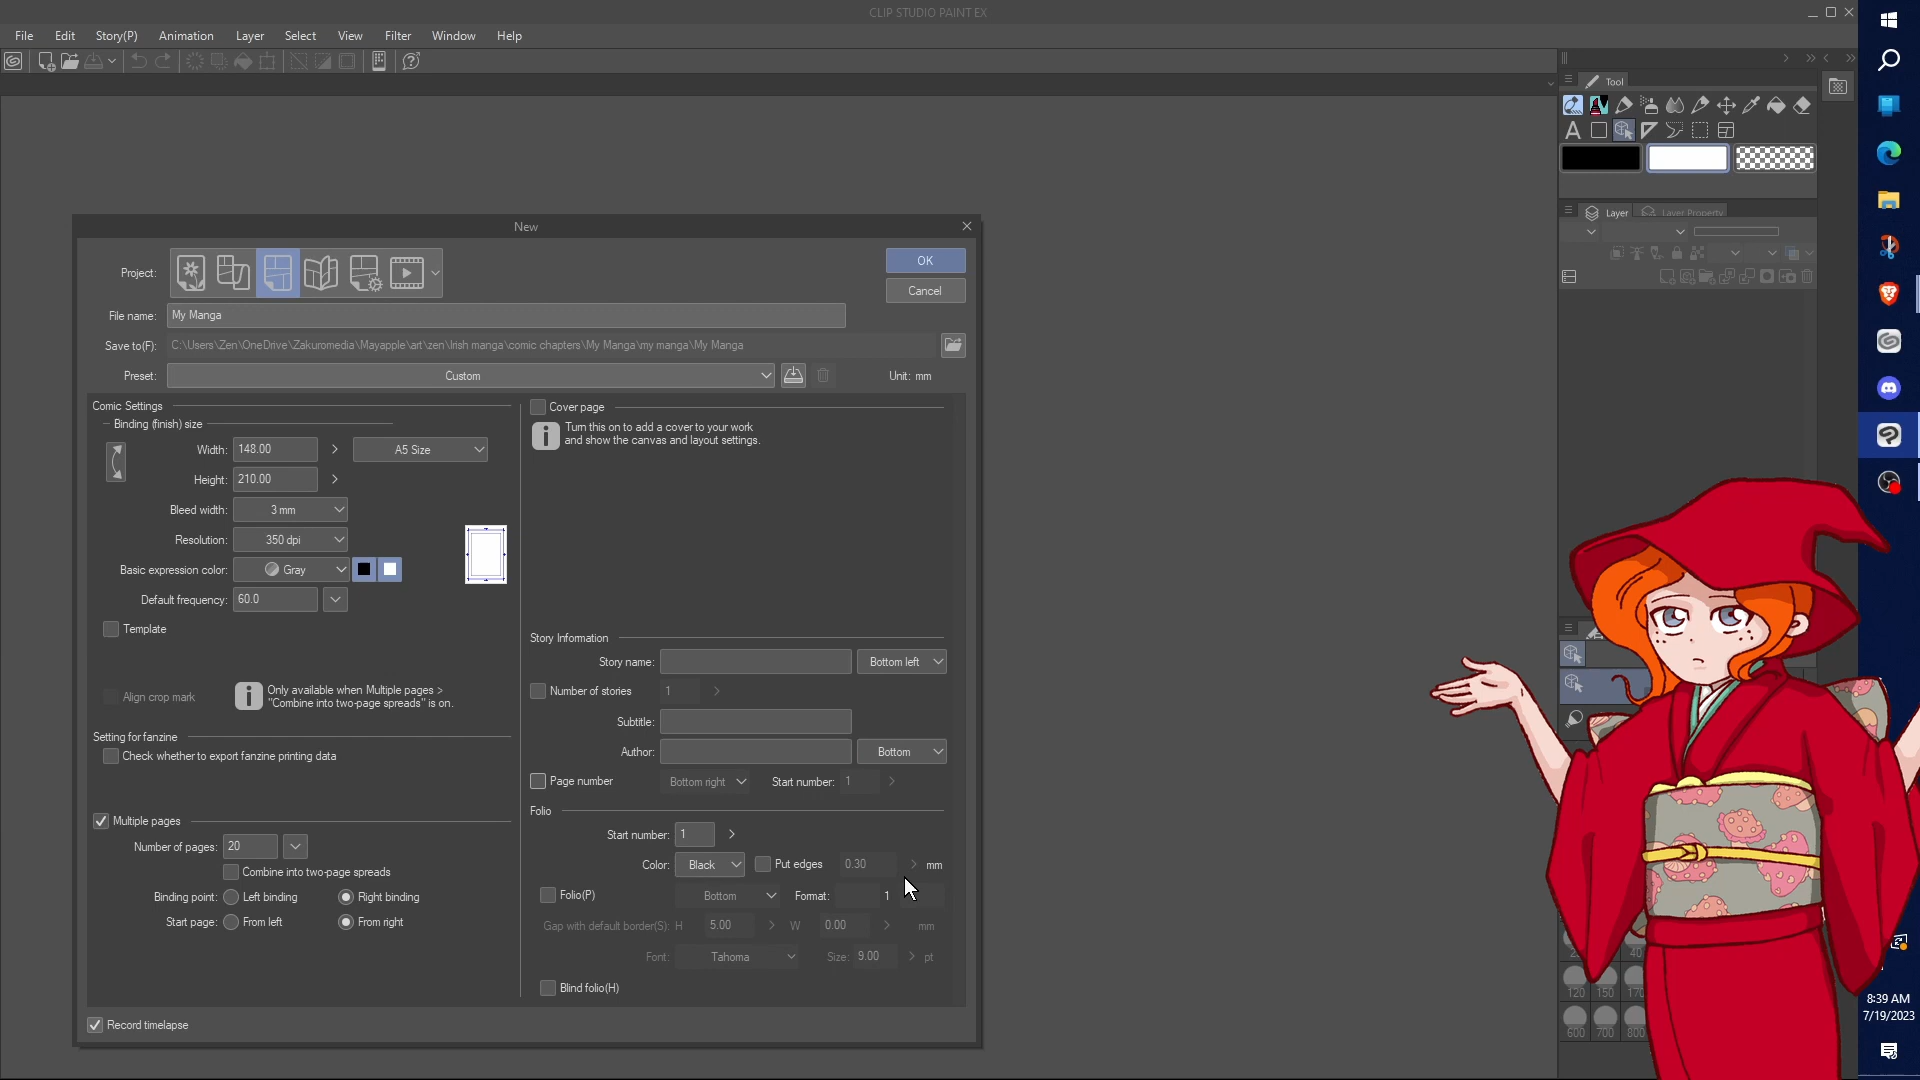 CLIP STUDIO PAINT EX
File Edit Story(P) Animation Layer Select View Filter Window Help
Tool
Layer Layer Property
New
Project:
OK
Cancel
File name: My Manga
Save to(F): C:\Users\Zen\OneDrive\Zakuromedia\Mayapple\art\zen\Irish manga\comic chapters\My Manga\my manga\My Manga
Preset: Custom Unit: mm
Comic Settings
Binding (finish) size
Width: 148.00 > A5 Size
Height: 210.00 >
Bleed width: 3 mm
Resolution: 350 dpi
Basic expression color: Gray
Default frequency: 60.0
Template
Align crop mark
Only available when Multiple pages >
"Combine into two-page spreads" is on.
Setting for fanzine
Check whether to export fanzine printing data
Multiple pages
Number of pages: 20
Combine into two-page spreads
Binding point: Left binding Right binding
Start page: From left From right
Record timelapse
Cover page
Turn this on to add a cover to your work
and show the canvas and layout settings.
Story Information
Story name: Bottom left
Number of stories 1 >
Subtitle:
Author: Bottom
Page number Bottom right Start number: 1 >
Folio
Start number: 1 >
Color: Black Put edges 0.30 > mm
Folio(P) Bottom Format: 1
Gap with default border(S): H 5.00 > W 0.00 > mm
Font: Tahoma Size: 9.00 > pt
Blind folio(H)
120 150 170
600 700 800
8:39 AM
7/19/2023